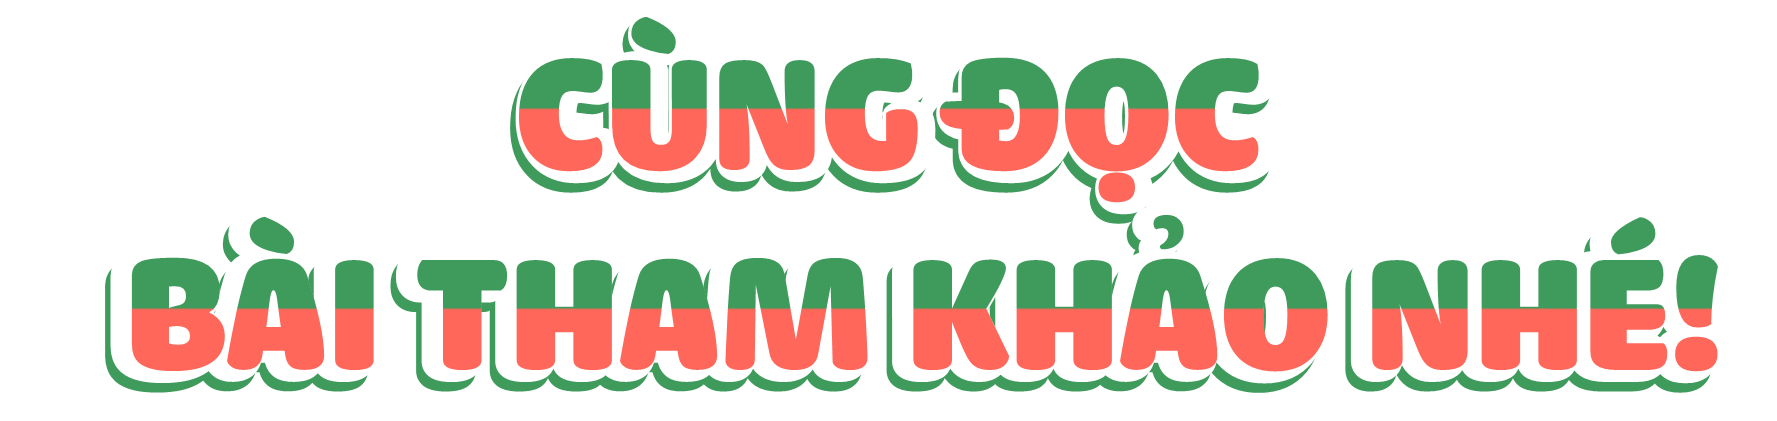 CÙNG ĐỌC
BÀI THAM KHẢO NHÉ!